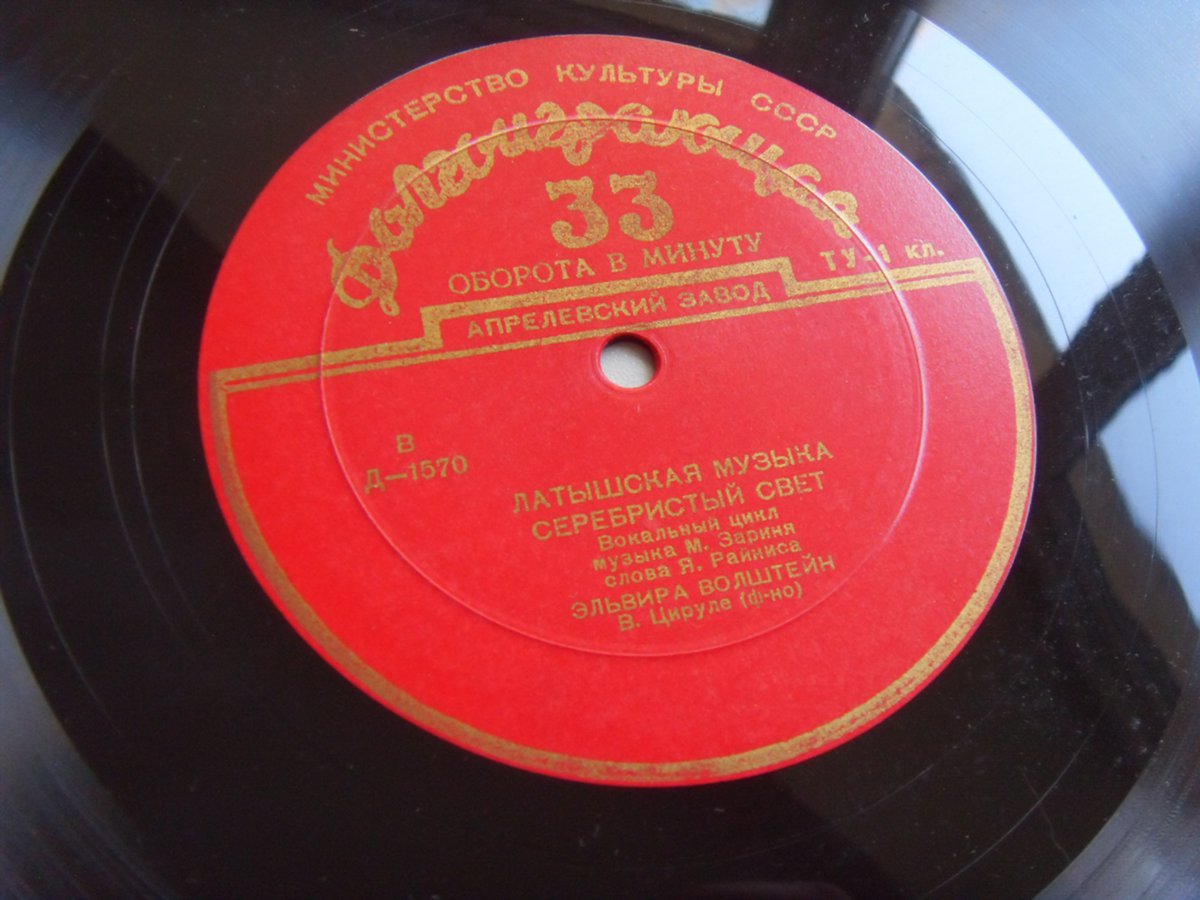 МИНИСТЕРСТВО КУЛЬТУРЫ СССР
Долгоиграющая
33
ОБОРОТА В МИНУТУ
ТУ-1 кл.
АПРЕЛЕВСКИЙ ЗАВОД
В
Д—1570
ЛАТЫШСКАЯ МУЗЫКА
СЕРЕБРИСТЫЙ СВЕТ
Вокальный цикл
музыка М. Зариня
слова Я. Райниса
ЭЛЬВИРА ВОЛШТЕЙН
В. Цируле (ф-но)